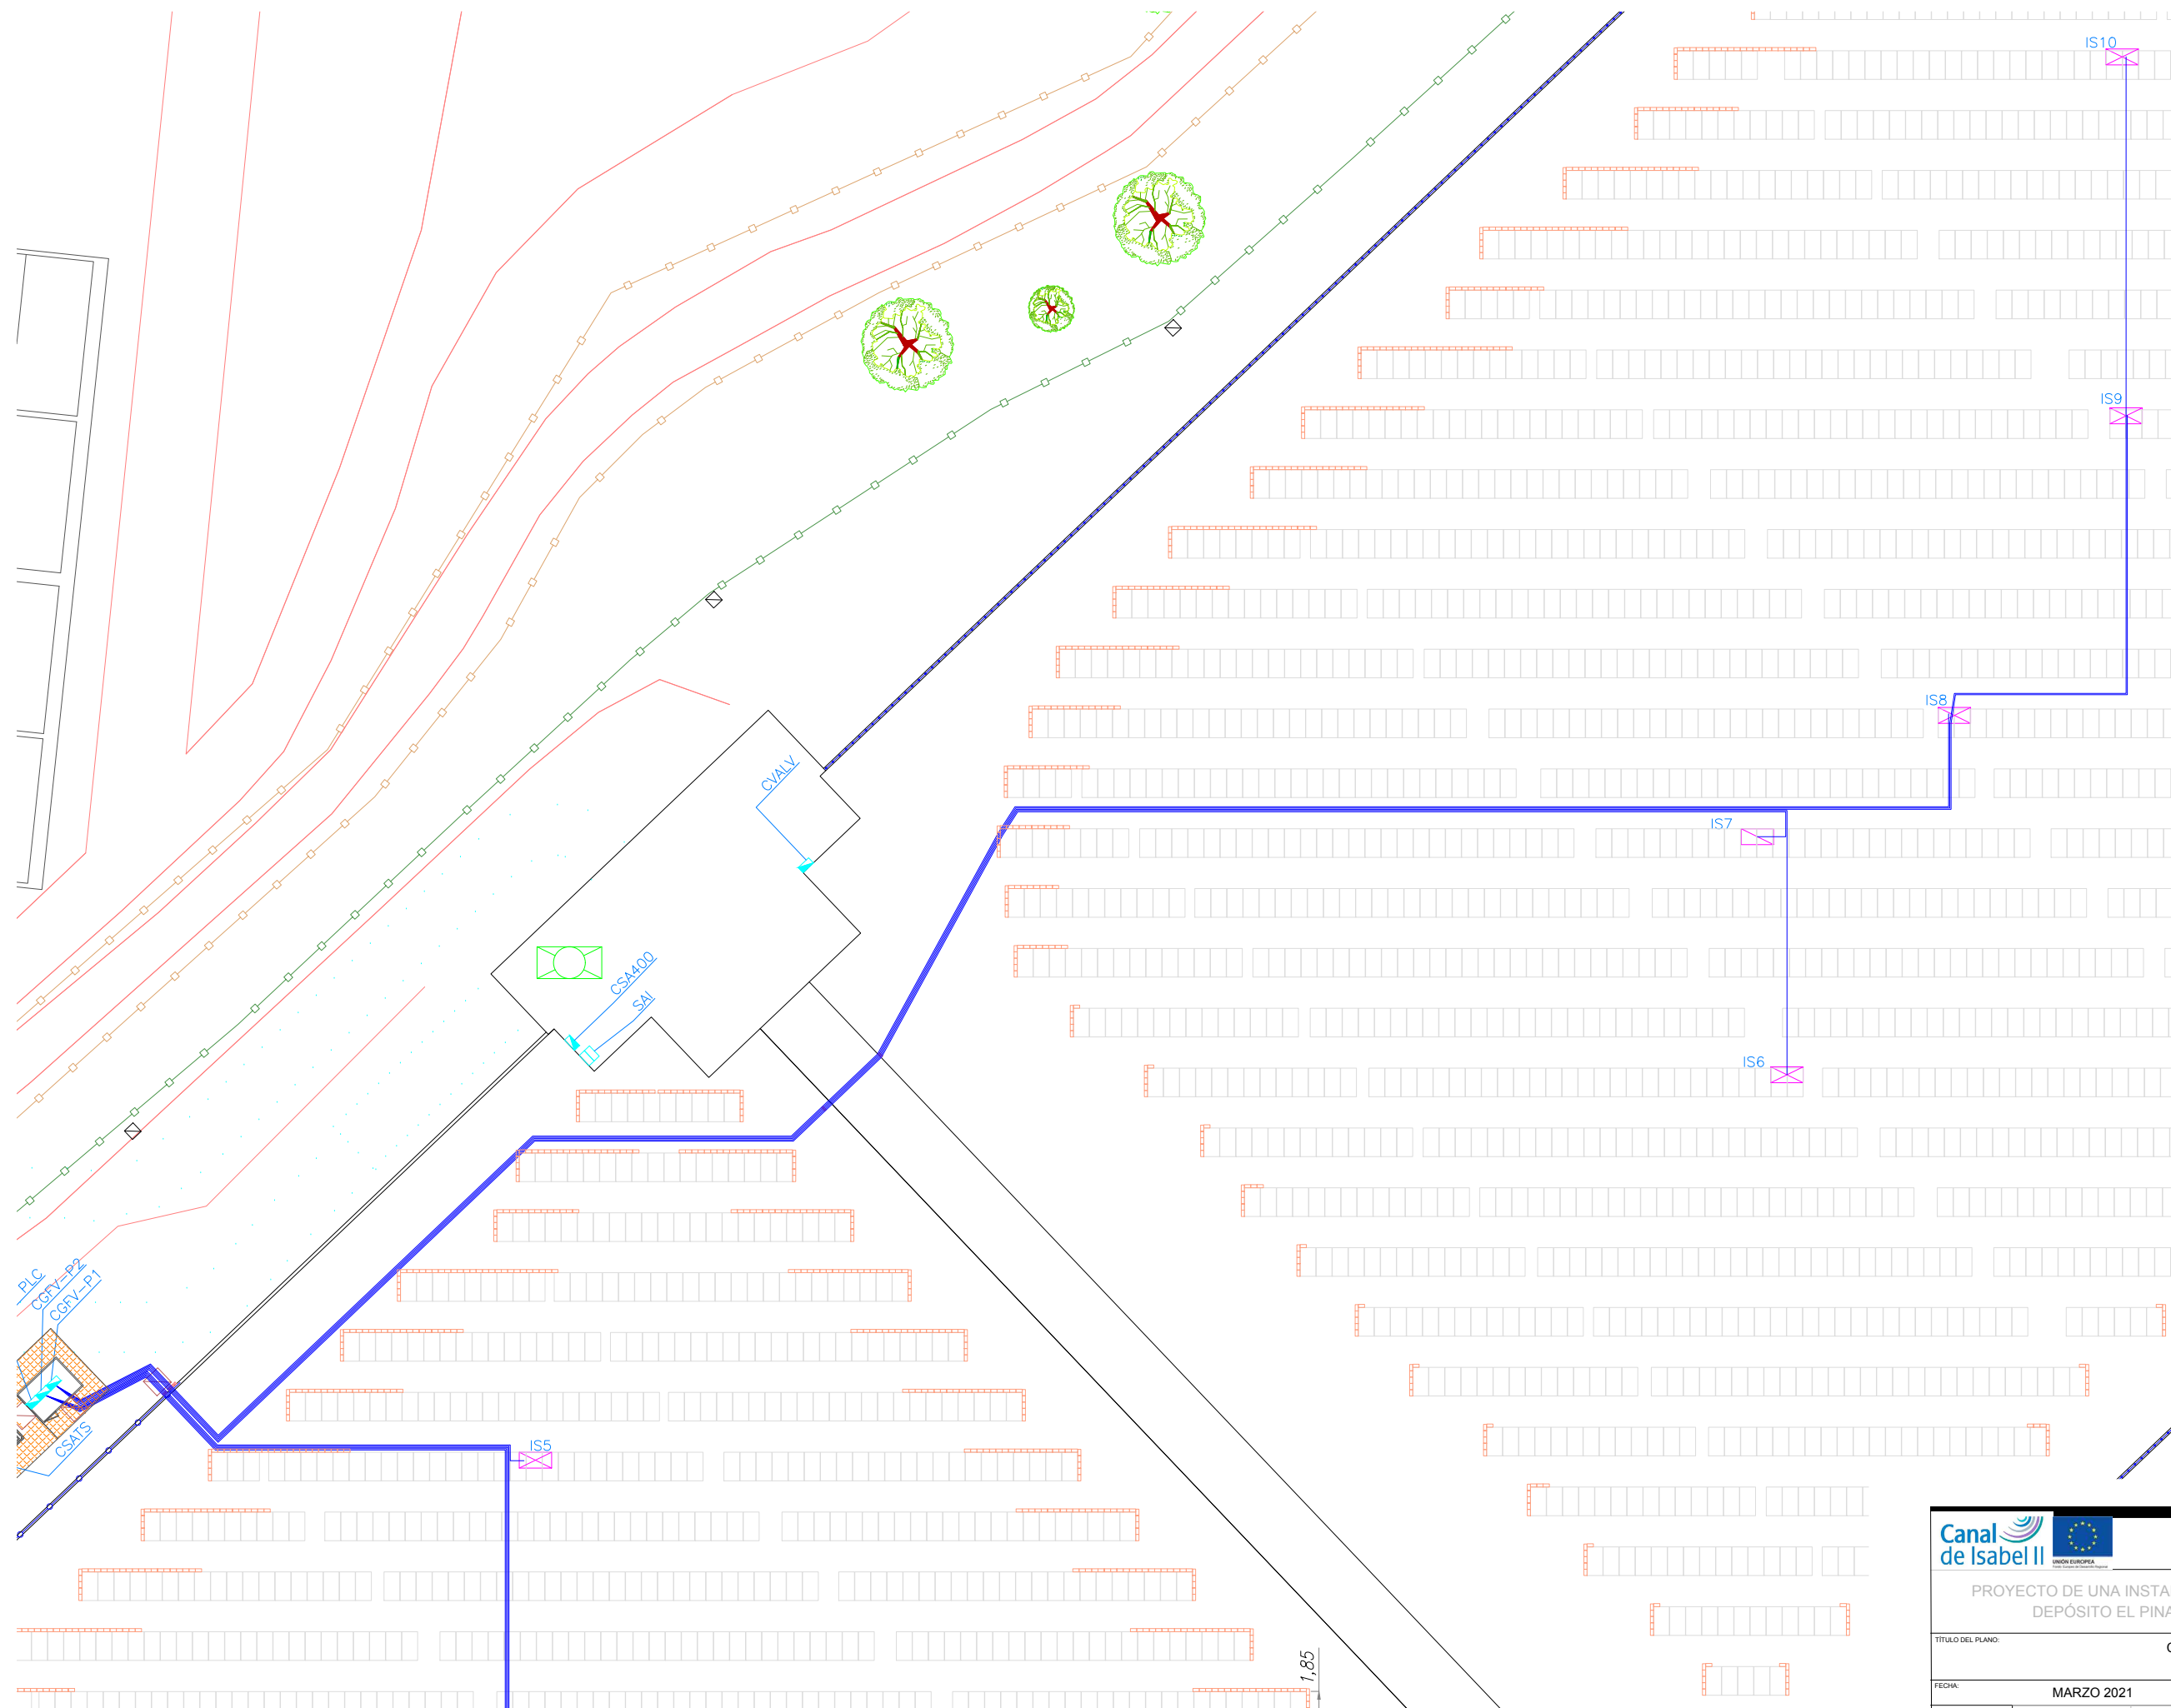 IS10
IS9
IS8
CVALV
IS7
CSA400
SAI
IS6
PLC
CGFV-P2
CGFV-P1
CSATS
IS5
1,85
Canal
de Isabel II
UNIÓN EUROPEA
PROYECTO DE UNA INSTA
DEPÓSITO EL PINA
TÍTULO DEL PLANO:
FECHA:
MARZO 2021